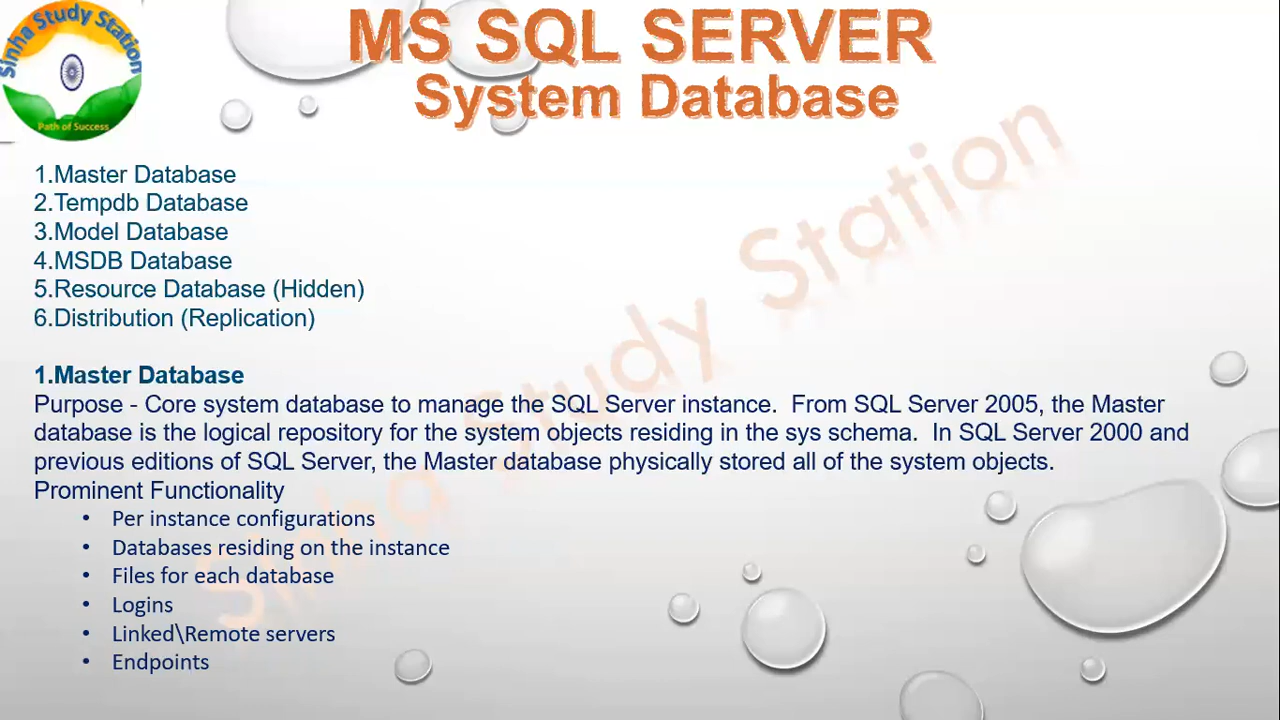 Sinha Study Station
Path of Success
MS SQL SERVER
System Database
1.Master Database
2.Tempdb Database
3.Model Database
4.MSDB Database
5.Resource Database (Hidden)
6.Distribution (Replication)
1.Master Database
Purpose - Core system database to manage the SQL Server instance.  From SQL Server 2005, the Master
database is the logical repository for the system objects residing in the sys schema.  In SQL Server 2000 and
previous editions of SQL Server, the Master database physically stored all of the system objects.
Prominent Functionality
• Per instance configurations
• Databases residing on the instance
• Files for each database
• Logins
• Linked\Remote servers
• Endpoints
Sinha Study Station